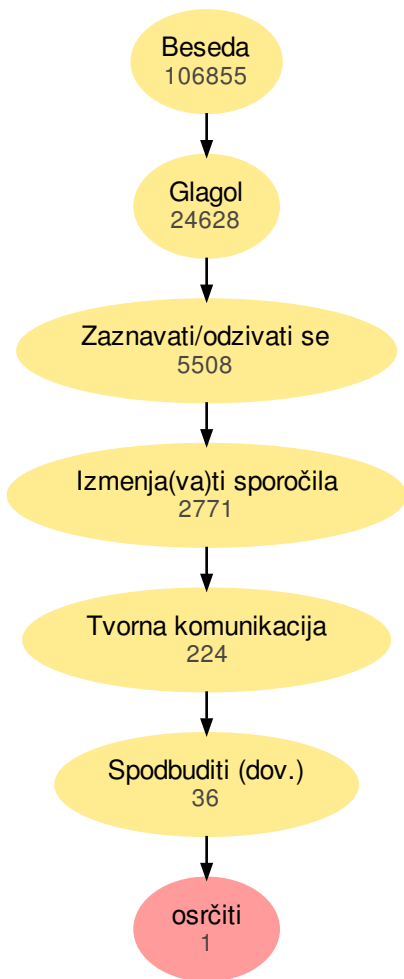 Beseda
106855
Glagol
24628
Zaznavati/odzivati se
5508
Izmenja(va)ti sporočila
2771
Tvorna komunikacija
224
Spodbuditi (dov.)
36
osrčiti
1